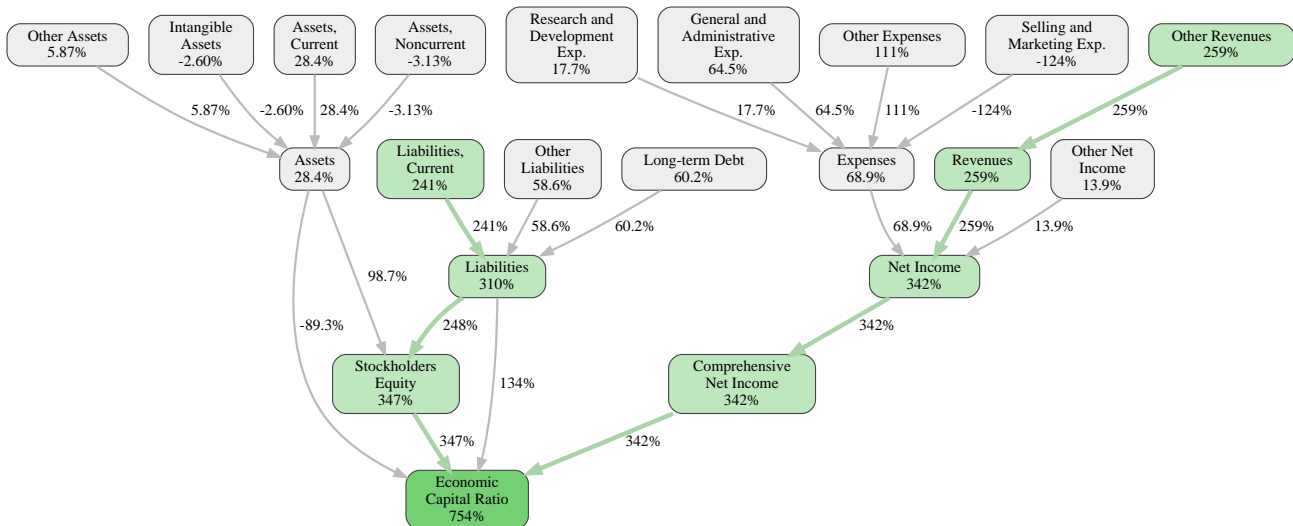 Other Assets
5.87%
Intangible
Assets
-2.60%
Assets,
Current
28.4%
Assets,
Noncurrent
-3.13%
Research and
Development
Exp.
17.7%
General and
Administrative
Exp.
64.5%
Other Expenses
111%
Selling and
Marketing Exp.
-124%
Other Revenues
259%
5.87%
-2.60%
28.4%
-3.13%
17.7%
64.5%
111%
-124%
259%
Assets
28.4%
Liabilities,
Current
241%
Other
Liabilities
58.6%
Long-term Debt
60.2%
Expenses
68.9%
Revenues
259%
Other Net
Income
13.9%
241%
58.6%
60.2%
68.9%
259%
13.9%
98.7%
Liabilities
310%
Net Income
342%
-89.3%
248%
342%
Stockholders
Equity
347%
134%
Comprehensive
Net Income
342%
347%
342%
Economic
Capital Ratio
754%